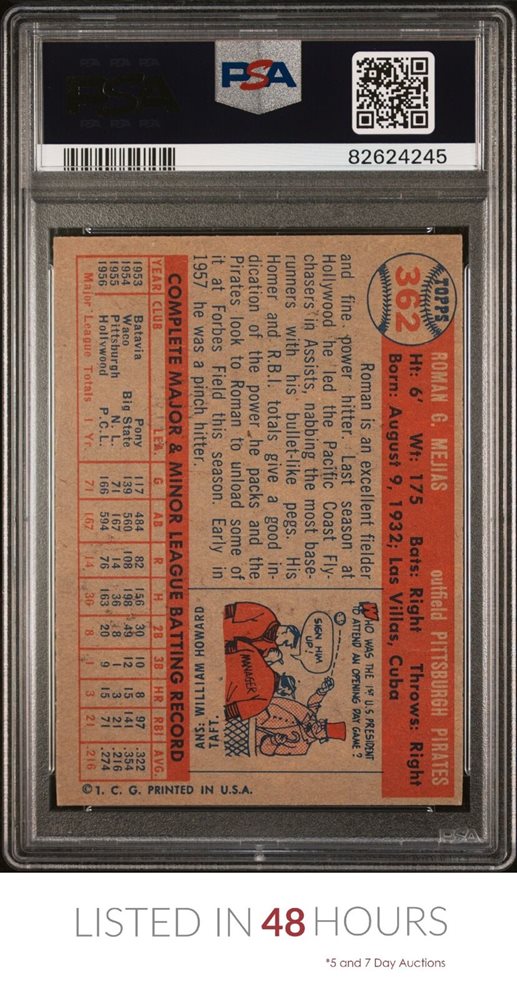 PSA
82624245
TOPPS
362
ROMAN G. MEJIAS outfield PITTSBURGH PIRATES
Ht: 6' Wt: 175 Bats: Right Throws: Right
Born: August 9, 1932; Las Villas, Cuba
Roman is an excellent fielder
and fine power hitter. Last season at
Hollywood he led the Pacific Coast Fly-
chasers in Assists, nabbing the most base-
runners with his bullet-like pegs. His
Homer and R.B.I. totals give a good in-
dication of the power he packs and the
Pirates look to Roman to unload some of
it at Forbes Field this season. Early in
1957 he was a pinch hitter.
WHO WAS THE 1ST U.S PRESIDENT
TO ATTEND AN OPENING DAY GAME?
SIGN HIM
UP!
MANAGER
ANS: WILLIAM HOWARD
TAFT.
COMPLETE MAJOR & MINOR LEAGUE BATTING RECORD
YEAR CLUB LEA. G AB R H 2B 3B HR RBI AVG.
1953 Batavia Pony 117 484 82 156 30 10 8 97 .322
1954 Waco Big State 139 560 108 198 49 12 15 141 .354
1955 Pittsburgh N. L. 71 167 14 36 8 1 3 21 .216
1956 Hollywood P.C.L. 166 594 76 163 20 9 15 71 .274
Major League Totals 1 Yr. 71 167 14 36 8 1 3 21 .216
©T. C. G. PRINTED IN U.S.A.
PSA
LISTED IN 48 HOURS
*5 and 7 Day Auctions